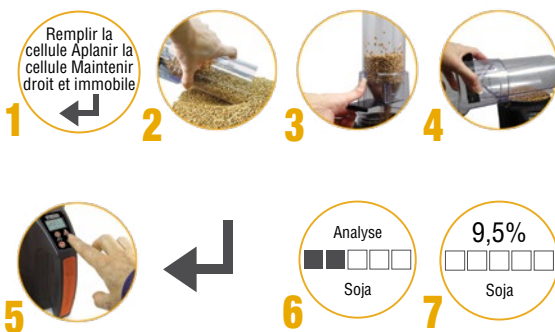 Remplir la
cellule Aplanir la
cellule Maintenir
droit et immobile
1
2
3
4
5
Analyse
Soja
6
9,5%
Soja
7